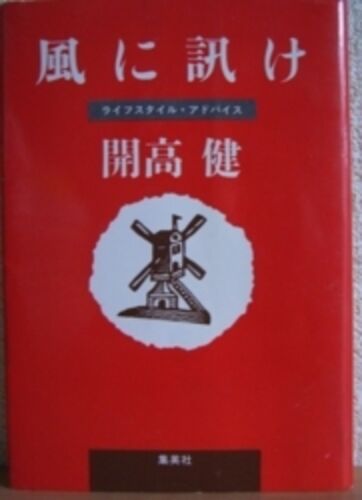 風に訊け
ライフスタイル・アドバイス
開高 健
集英社